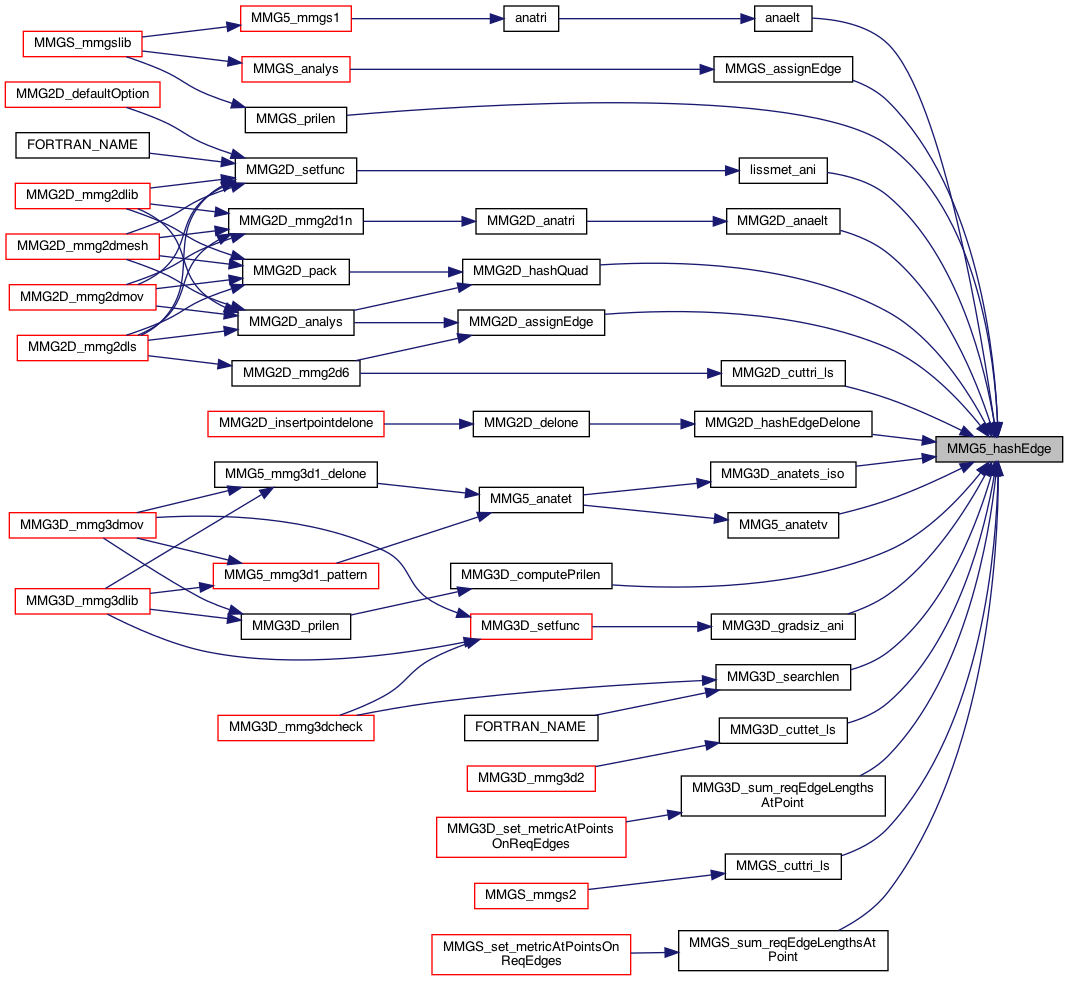 MMG5_mmgs1
anatri
anaelt
MMGS_mmgslib
MMGS_analys
MMGS_assignEdge
MMG2D_defaultOption
MMGS_prilen
FORTRAN_NAME
MMG2D_setfunc
lissmet_ani
MMG2D_mmg2dlib
MMG2D_mmg2d1n
MMG2D_anatri
MMG2D_anaelt
MMG2D_mmg2dmesh
MMG2D_pack
MMG2D_hashQuad
MMG2D_mmg2dmov
MMG2D_analys
MMG2D_assignEdge
MMG2D_mmg2dls
MMG2D_mmg2d6
MMG2D_cuttri_ls
MMG2D_insertpointdelone
MMG2D_delone
MMG2D_hashEdgeDelone
MMG5_hashEdge
MMG5_mmg3d1_delone
MMG3D_anatets_iso
MMG5_anatet
MMG3D_mmg3dmov
MMG5_anatetv
MMG5_mmg3d1_pattern
MMG3D_computePrilen
MMG3D_mmg3dlib
MMG3D_prilen
MMG3D_setfunc
MMG3D_gradsiz_ani
MMG3D_searchlen
MMG3D_mmg3dcheck
FORTRAN_NAME
MMG3D_cuttet_ls
MMG3D_mmg3d2
MMG3D_sum_reqEdgeLengths
AtPoint
MMG3D_set_metricAtPoints
OnReqEdges
MMGS_cuttri_ls
MMGS_mmgs2
MMGS_sum_reqEdgeLengthsAt
Point
MMGS_set_metricAtPointsOn
ReqEdges